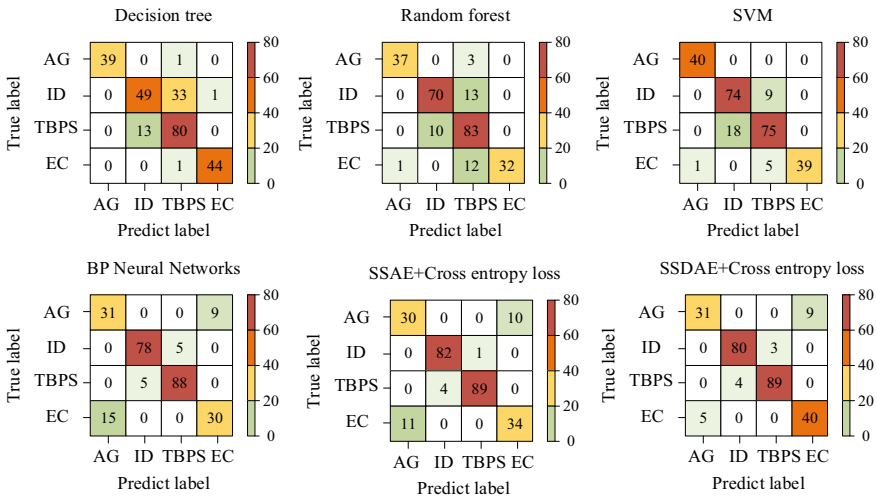 Decision tree
True label
AG 39 0 1 0
ID 0 49 33 1
TBPS 0 13 80 0
EC 0 0 1 44
AG ID TBPS EC
Predict label
80
60
40
20
0
Random forest
True label
AG 37 0 3 0
ID 0 70 13 0
TBPS 0 10 83 0
EC 1 0 12 32
AG ID TBPS EC
Predict label
80
60
40
20
0
SVM
True label
AG 40 0 0 0
ID 0 74 9 0
TBPS 0 18 75 0
EC 1 0 5 39
AG ID TBPS EC
Predict label
80
60
40
20
0
BP Neural Networks
True label
AG 31 0 0 9
ID 0 78 5 0
TBPS 0 5 88 0
EC 15 0 0 30
AG ID TBPS EC
Predict label
80
60
40
20
0
SSAE+Cross entropy loss
True label
AG 30 0 0 10
ID 0 82 1 0
TBPS 0 4 89 0
EC 11 0 0 34
AG ID TBPS EC
Predict label
80
60
40
20
0
SSDAE+Cross entropy loss
True label
AG 31 0 0 9
ID 0 80 3 0
TBPS 0 4 89 0
EC 5 0 0 40
AG ID TBPS EC
Predict label
80
60
40
20
0